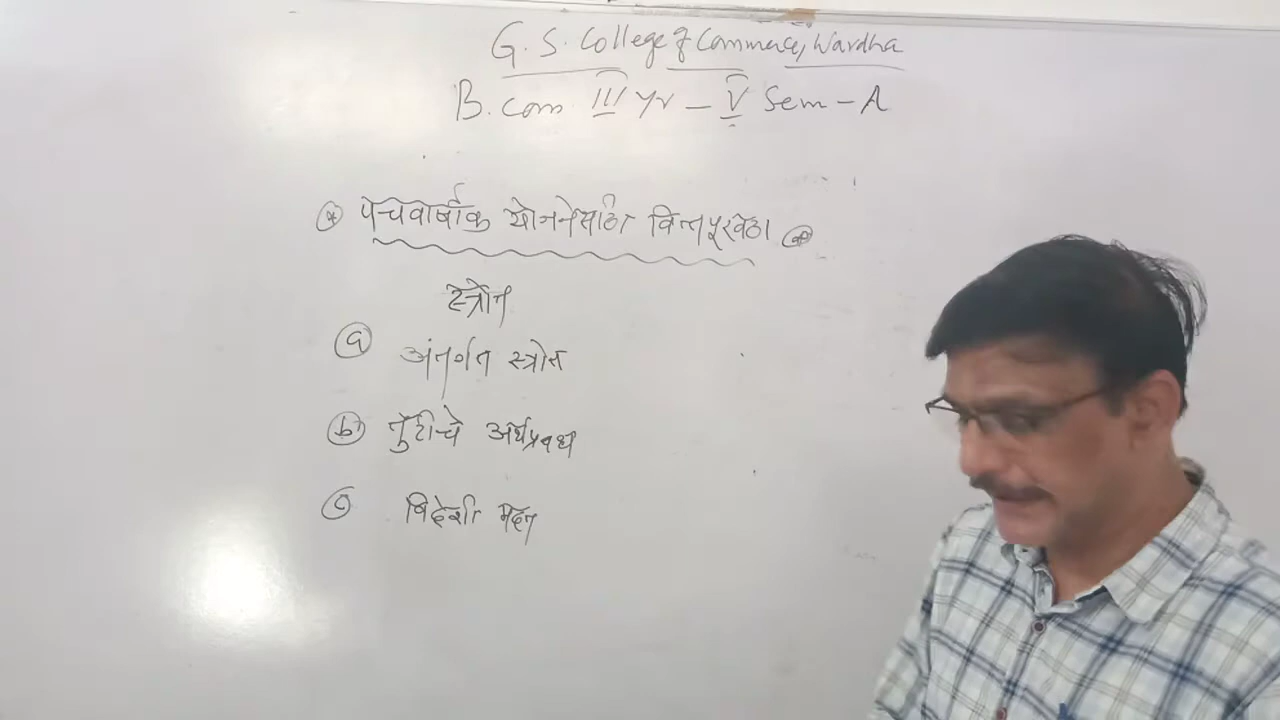 G. S. College of Commerce, Wardha
B. com III yr - V Sem - A
पंचवार्षीक योजनेसाठी वित्तपुरवठा
स्त्रोत
a अंतर्गत स्त्रोत
b तुटीचे अर्थप्रबंध
c विदेशी मदत